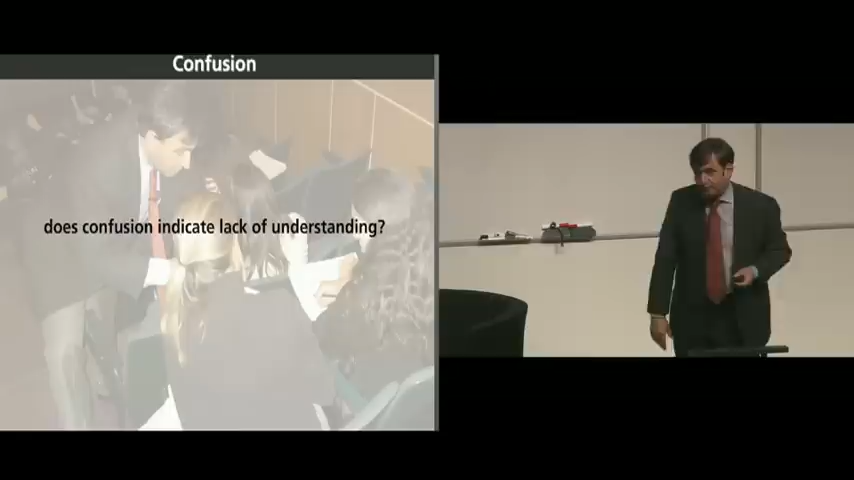 Confusion
does confusion indicate lack of understanding?